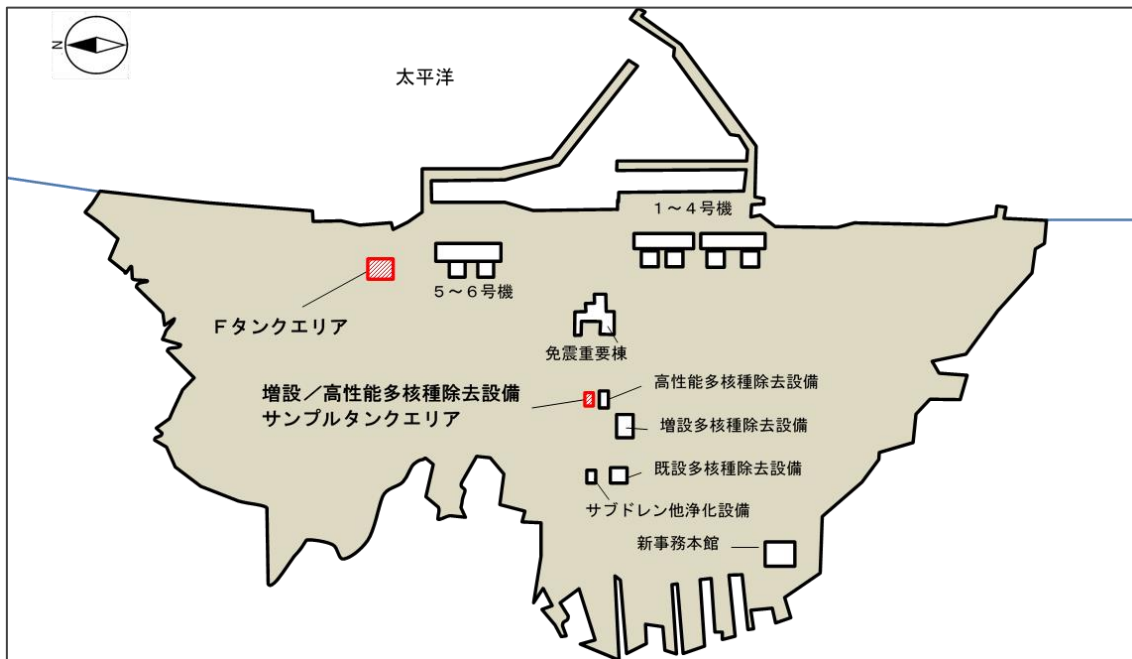 N
太平洋
1～4号機
5～6号機
Fタンクエリア
免震重要棟
高性能多核種除去設備
増設／高性能多核種除去設備
サンプルタンクエリア
増設多核種除去設備
既設多核種除去設備
サブドレン他浄化設備
新事務本館